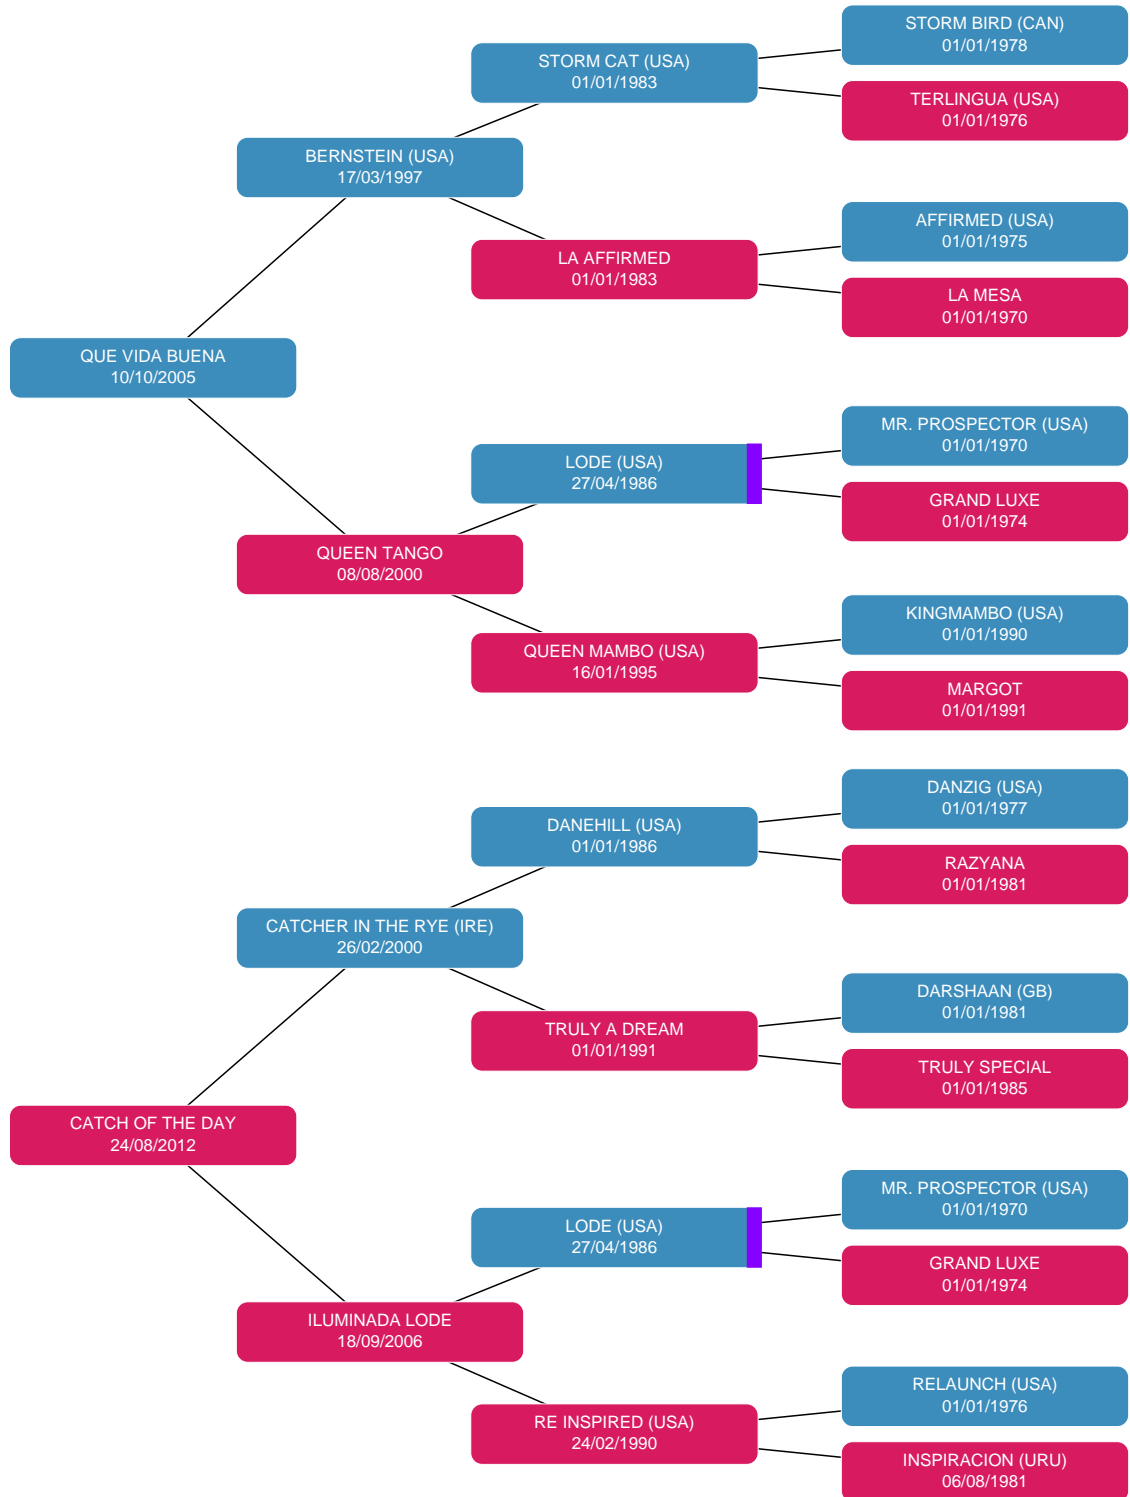 STORM BIRD (CAN)
01/01/1978
STORM CAT (USA)
01/01/1983
TERLINGUA (USA)
01/01/1976
BERNSTEIN (USA)
17/03/1997
AFFIRMED (USA)
01/01/1975
LA AFFIRMED
01/01/1983
LA MESA
01/01/1970
QUE VIDA BUENA
10/10/2005
MR. PROSPECTOR (USA)
01/01/1970
LODE (USA)
27/04/1986
GRAND LUXE
01/01/1974
QUEEN TANGO
08/08/2000
KINGMAMBO (USA)
01/01/1990
QUEEN MAMBO (USA)
16/01/1995
MARGOT
01/01/1991
DANZIG (USA)
01/01/1977
DANEHILL (USA)
01/01/1986
RAZYANA
01/01/1981
CATCHER IN THE RYE (IRE)
26/02/2000
DARSHAAN (GB)
01/01/1981
TRULY A DREAM
01/01/1991
TRULY SPECIAL
01/01/1985
CATCH OF THE DAY
24/08/2012
MR. PROSPECTOR (USA)
01/01/1970
LODE (USA)
27/04/1986
GRAND LUXE
01/01/1974
ILUMINADA LODE
18/09/2006
RELAUNCH (USA)
01/01/1976
RE INSPIRED (USA)
24/02/1990
INSPIRACION (URU)
06/08/1981